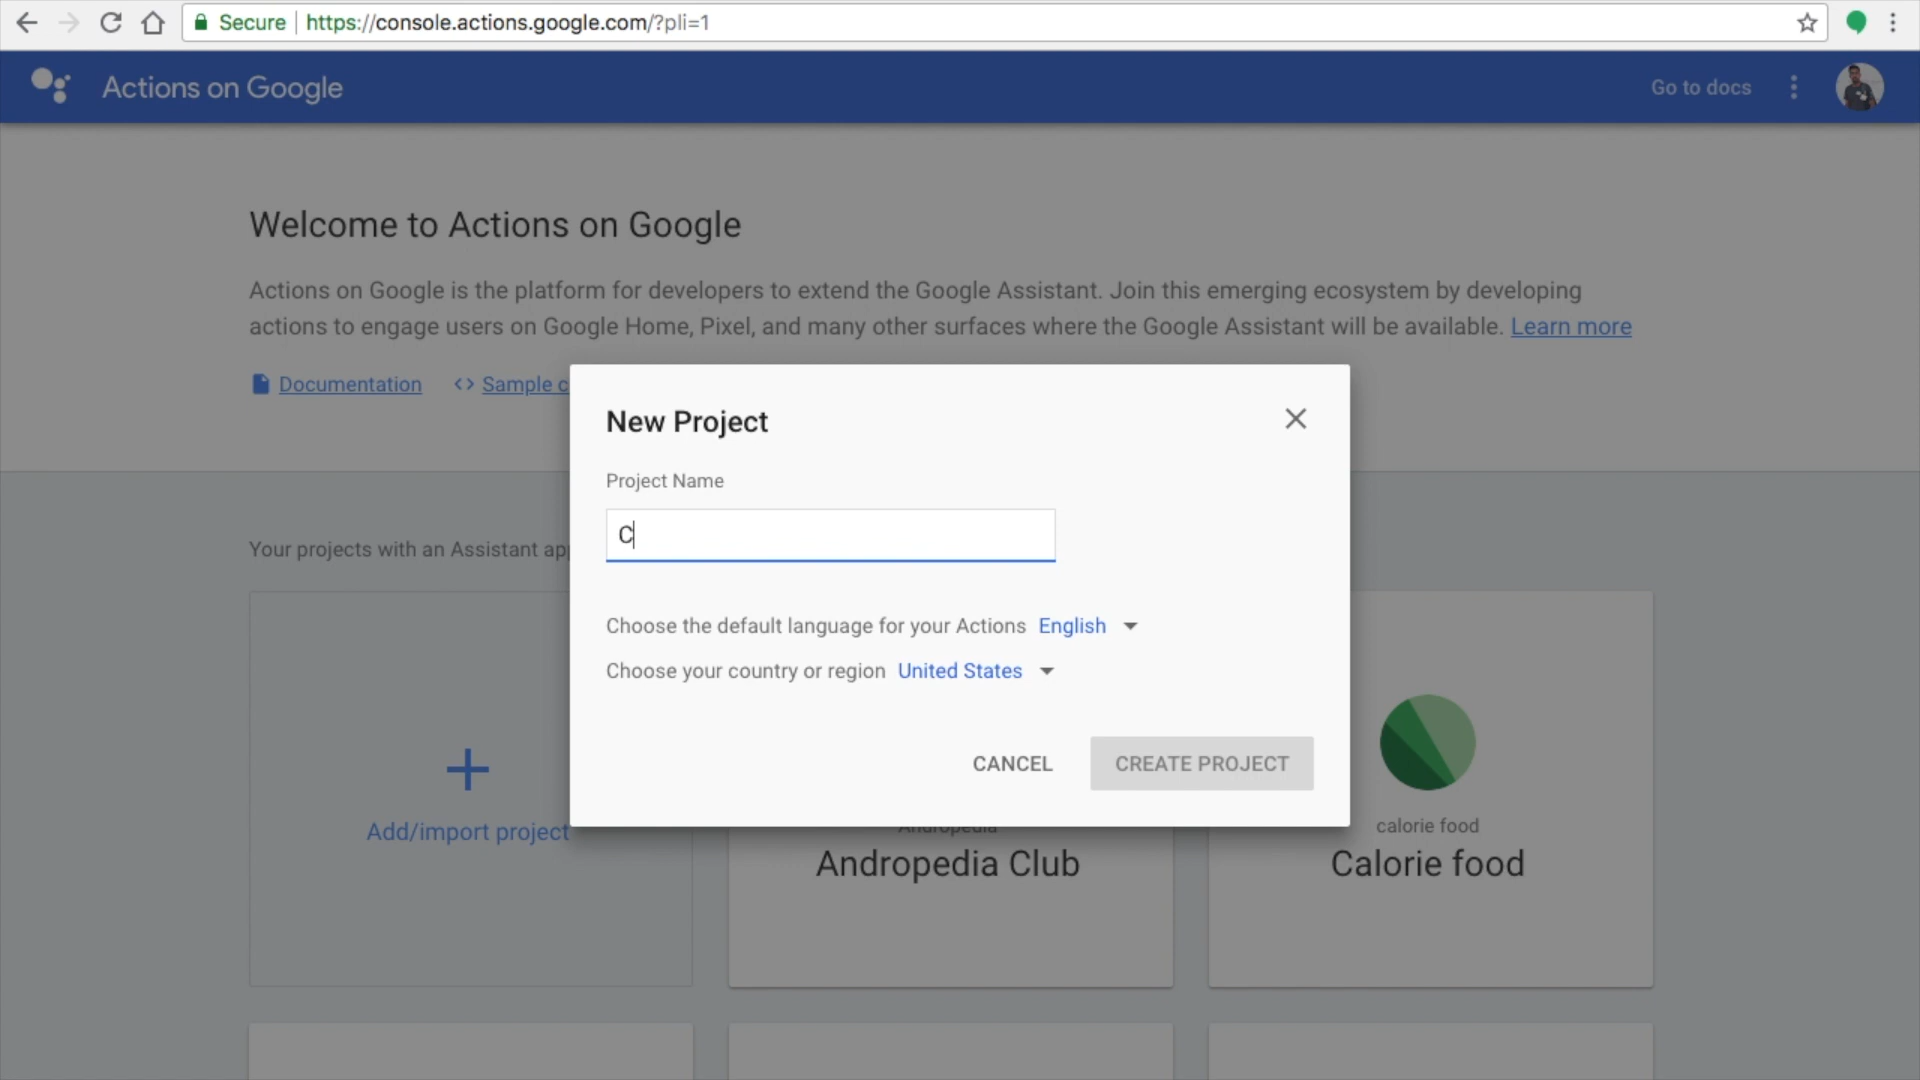 Secure | https://console.actions.google.com/?pli=1
Actions on Google
Go to docs
Welcome to Actions on Google
Actions on Google is the platform for developers to extend the Google Assistant. Join this emerging ecosystem by developing
actions to engage users on Google Home, Pixel, and many other surfaces where the Google Assistant will be available. Learn more
Documentation
<> Sample c
New Project
Project Name
C
Your projects with an Assistant ap
Choose the default language for your Actions English
Choose your country or region United States
CANCEL
CREATE PROJECT
Add/import project
Andropedia
Andropedia Club
calorie food
Calorie food